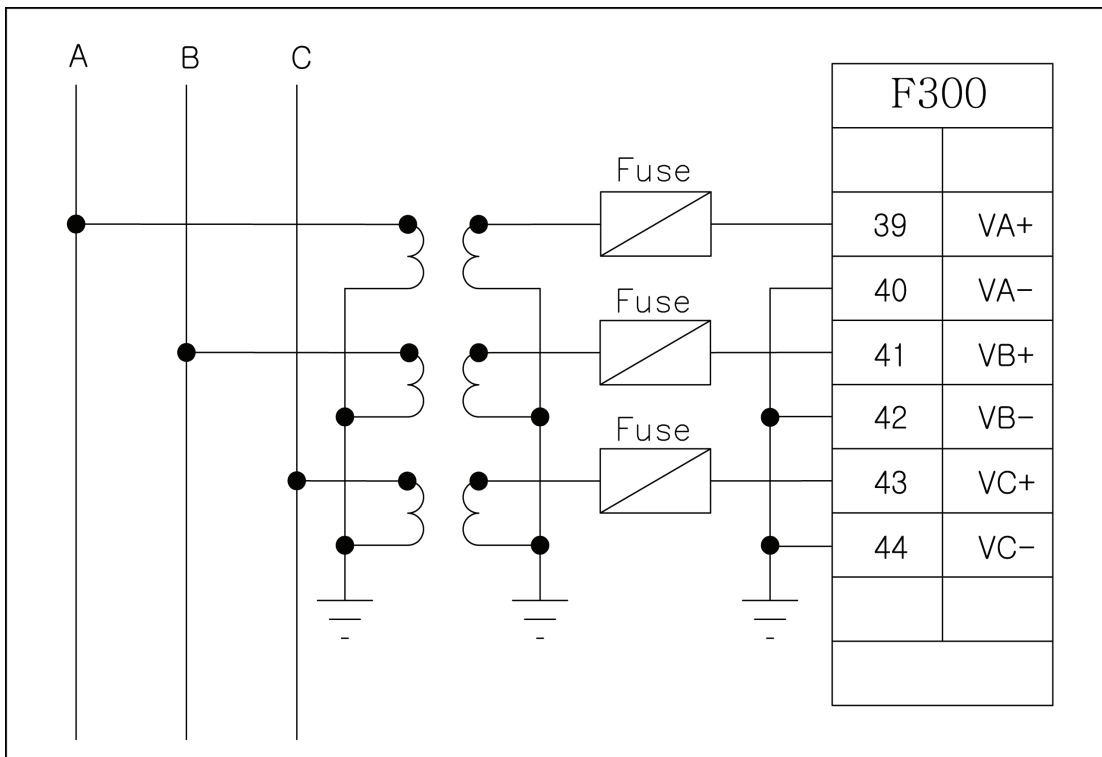 A B C
F300
Fuse
39 VA+
40 VA-
Fuse
41 VB+
42 VB-
Fuse
43 VC+
44 VC-